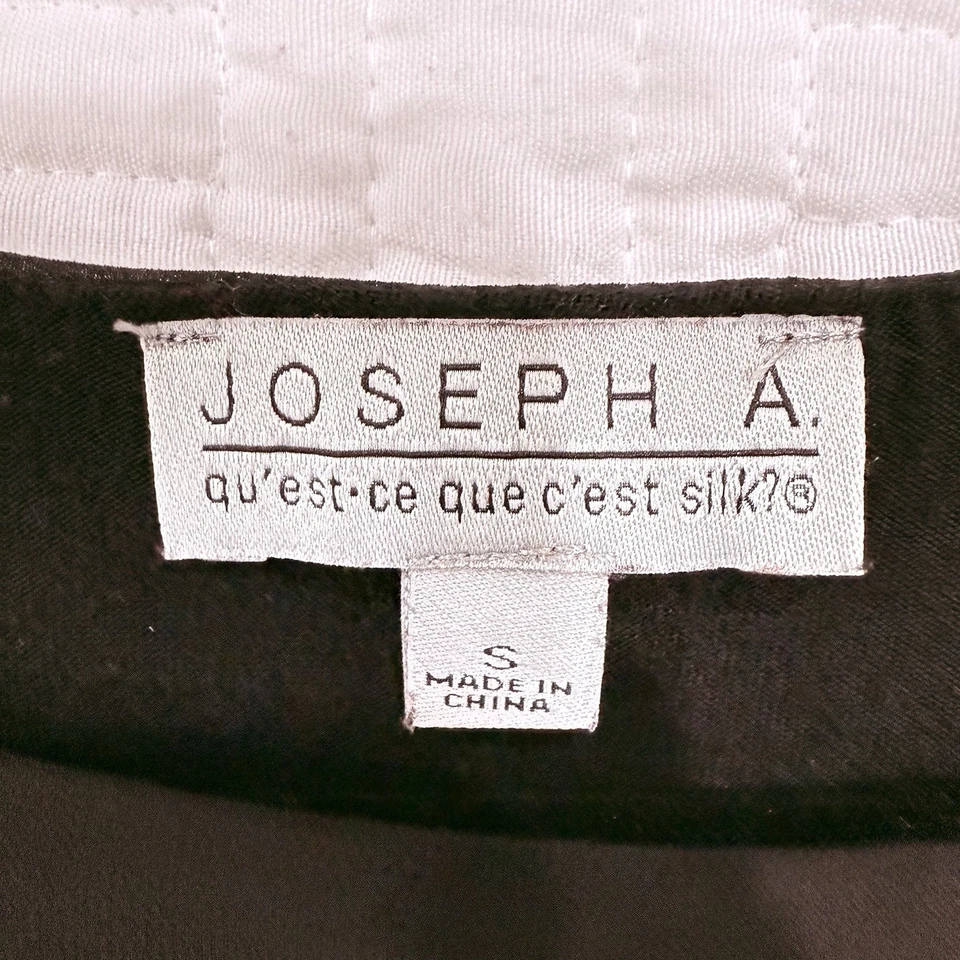 JOSEPH A.
qu'est·ce que c'est silk?®
S
MADE IN
CHINA